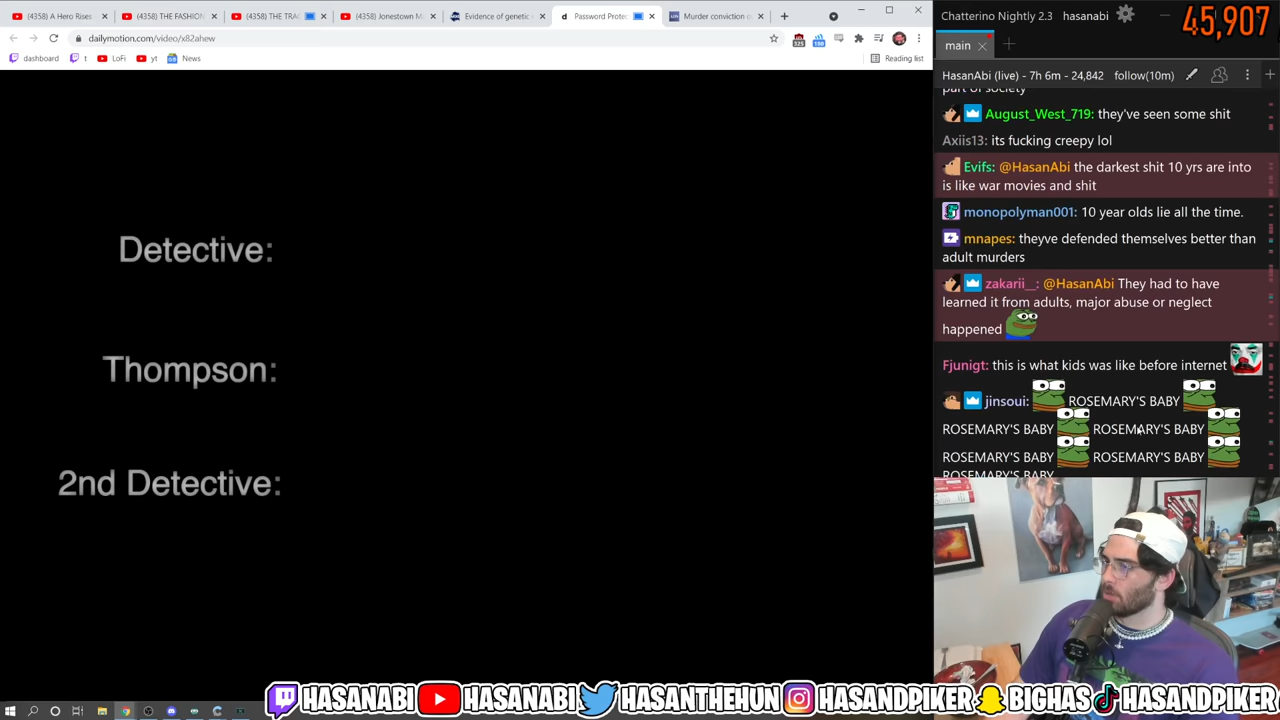 (4358) A Hero Rises
(4358) THE FASHION
(4358) THE TRA
(4358) Jonestown Ma
Evidence of genetic
Password Prote
Murder conviction o
dailymotion.com/video/x82ahew
dashboard
t
LoFi
yt
News
Reading list
Detective:
Thompson:
2nd Detective:
Chatterino Nightly 2.3 hasanabi
45,907
main
HasanAbi (live) - 7h 6m - 24,842 follow(10m)
part of society
August_West_719: they've seen some shit
Axiis13: its fucking creepy lol
Evifs: @HasanAbi the darkest shit 10 yrs are into
is like war movies and shit
monopolyman001: 10 year olds lie all the time.
mnapes: theyve defended themselves better than
adult murders
zakarii__: @HasanAbi They had to have
learned it from adults, major abuse or neglect
happened
Fjunigt: this is what kids was like before internet
jinsoui: ROSEMARY'S BABY
ROSEMARY'S BABY ROSEMARY'S BABY
ROSEMARY'S BABY ROSEMARY'S BABY
ROSEMARY'S BABY
HASANABI HASANABI HASANTHEHUN HASANDPIKER BIGHAS HASANDPIKER